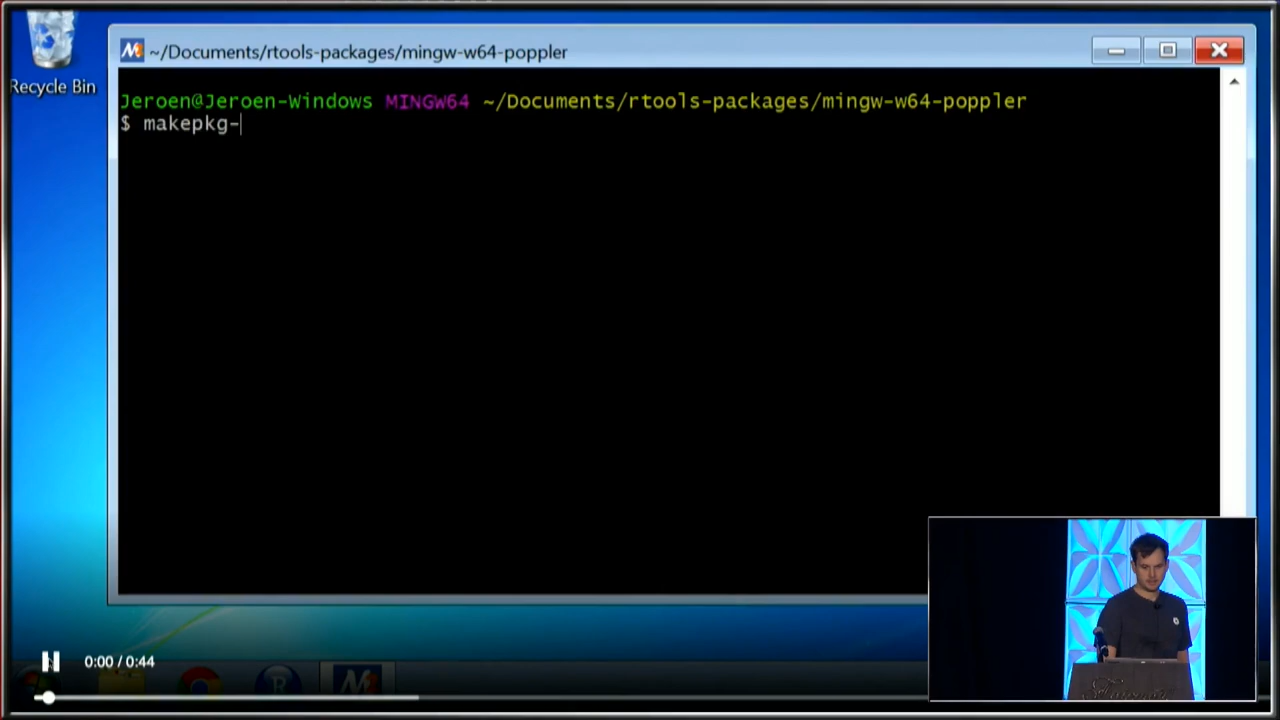 ~/Documents/rtools-packages/mingw-w64-poppler
Recycle Bin
Jeroen@Jeroen-Windows MINGW64 ~/Documents/rtools-packages/mingw-w64-poppler
$ makepkg-
0:00 / 0:44